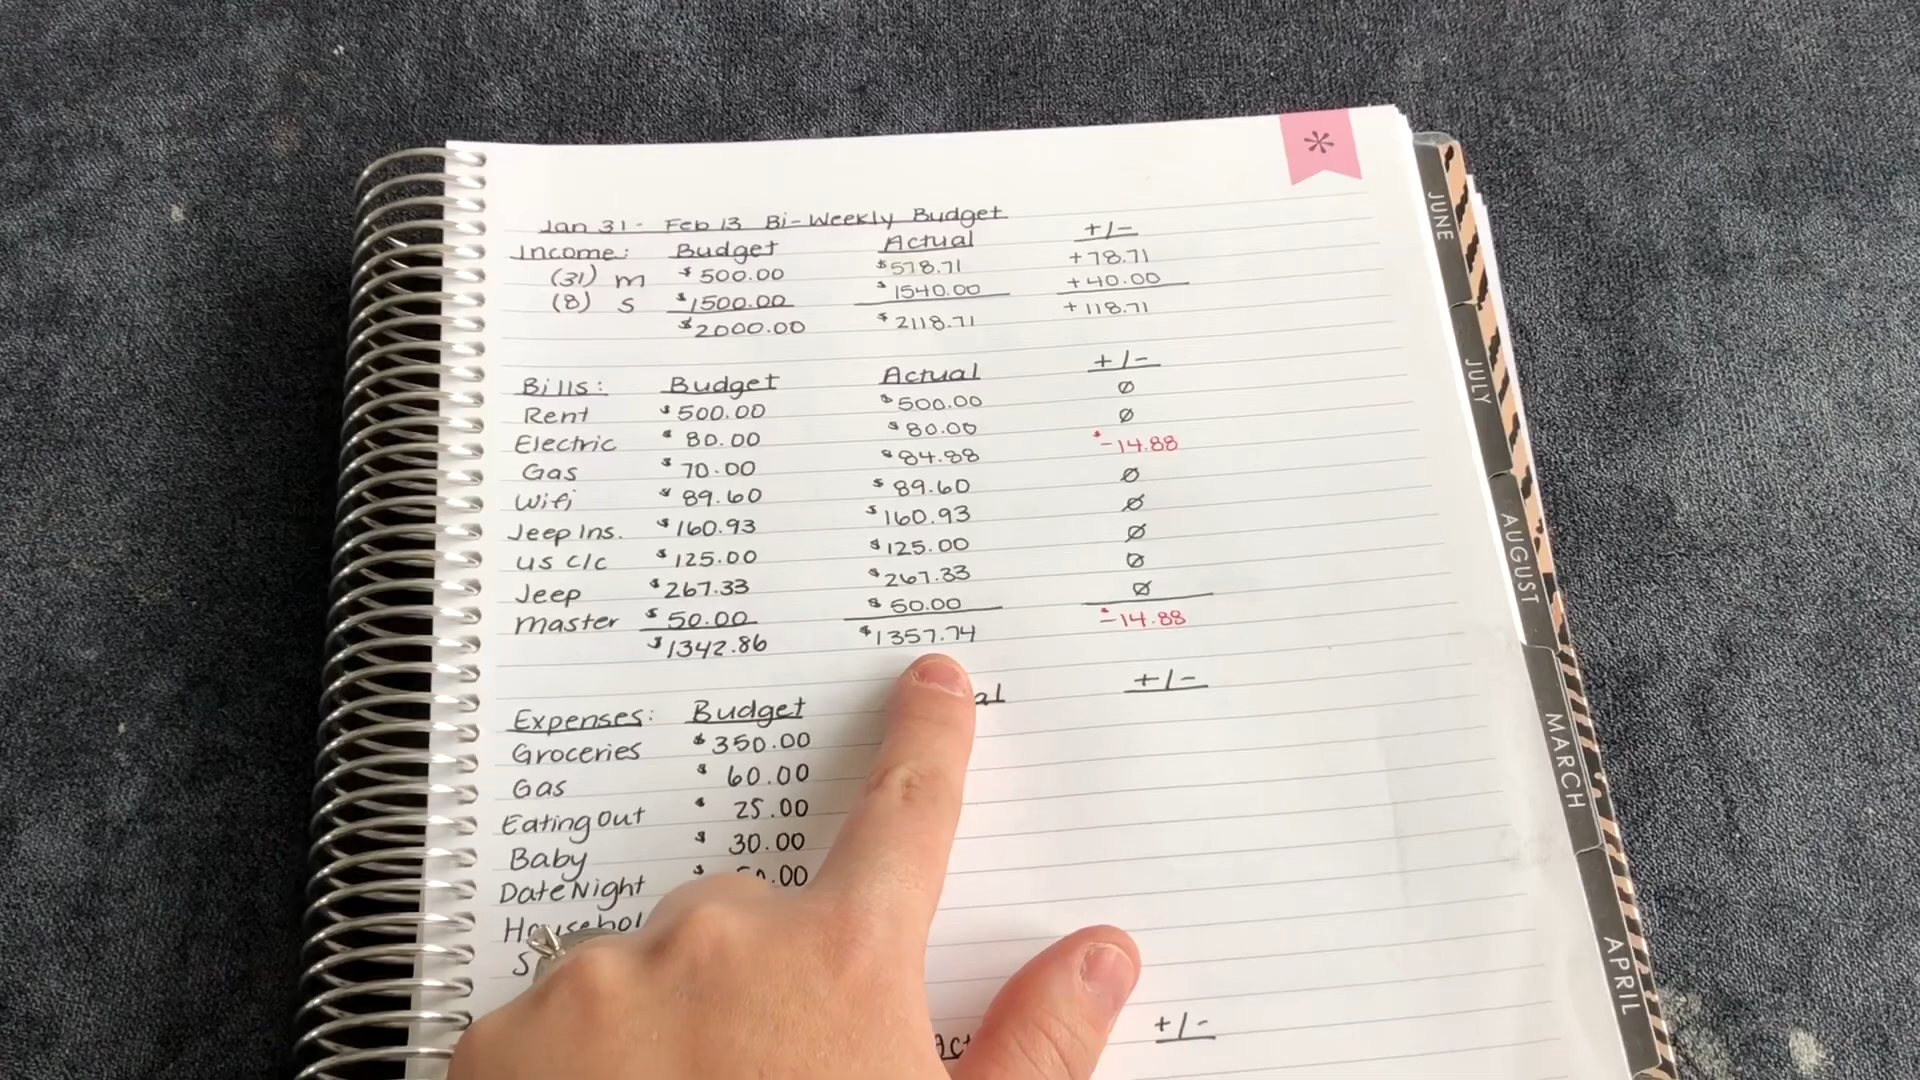 *
Jan 31 - Feb 13 Bi-Weekly Budget
Income: Budget Actual +/-
(31) m $500.00 $578.71 +78.71
(8) s $1500.00 $1540.00 +40.00
$2000.00 $2118.71 +118.71
Bills: Budget Actual +/-
Rent $500.00 $500.00 Ø
Electric $80.00 $80.00 Ø
Gas $70.00 $84.88 $-14.88
Wifi $89.60 $89.60 Ø
Jeep Ins. $160.93 $160.93 Ø
US C/C $125.00 $125.00 Ø
Jeep $267.33 $267.33 Ø
master $50.00 $50.00 Ø
$1342.86 $1357.74 $-14.88
Expenses: Budget al +/-
Groceries $350.00
Gas $60.00
Eating Out $25.00
Baby $30.00
Date Night $ .00
Househol
S
Act +/-
JUNE
JULY
AUGUST
MARCH
APRIL